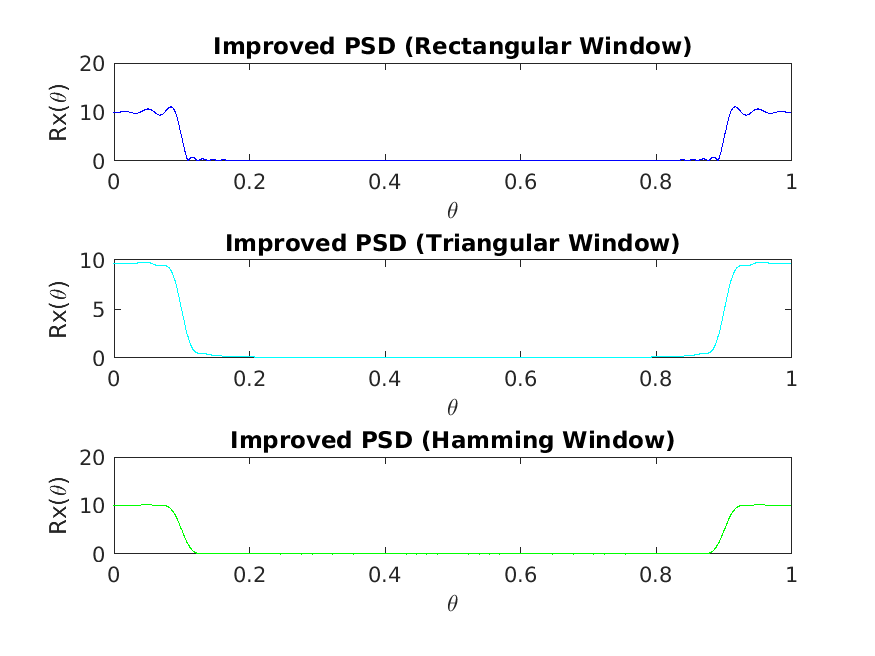 Improved PSD (Rectangular Window)
20
10
0
Rx(θ)
0 0.2 0.4 0.6 0.8 1
θ
Improved PSD (Triangular Window)
10
5
0
Rx(θ)
0 0.2 0.4 0.6 0.8 1
θ
Improved PSD (Hamming Window)
20
10
0
Rx(θ)
0 0.2 0.4 0.6 0.8 1
θ